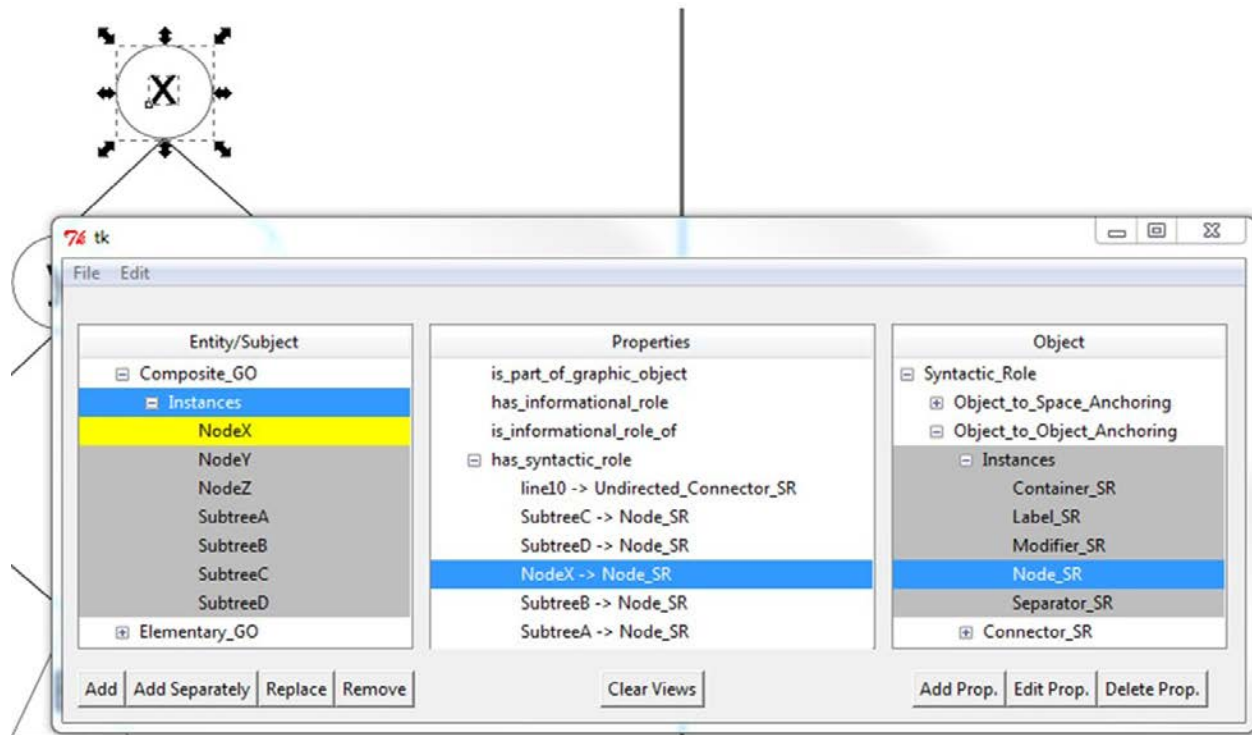 X
7k tk
File Edit
Entity/Subject
Composite_GO
Instances
NodeX
NodeY
NodeZ
SubtreeA
SubtreeB
SubtreeC
SubtreeD
Elementary_GO
Properties
is_part_of_graphic_object
has_informational_role
is_informational_role_of
has_syntactic_role
line10 -> Undirected_Connector_SR
SubtreeC -> Node_SR
SubtreeD -> Node_SR
NodeX -> Node_SR
SubtreeB -> Node_SR
SubtreeA -> Node_SR
Object
Syntactic_Role
Object_to_Space_Anchoring
Object_to_Object_Anchoring
Instances
Container_SR
Label_SR
Modifier_SR
Node_SR
Separator_SR
Connector_SR
Add Add Separately Replace Remove
Clear Views
Add Prop. Edit Prop. Delete Prop.